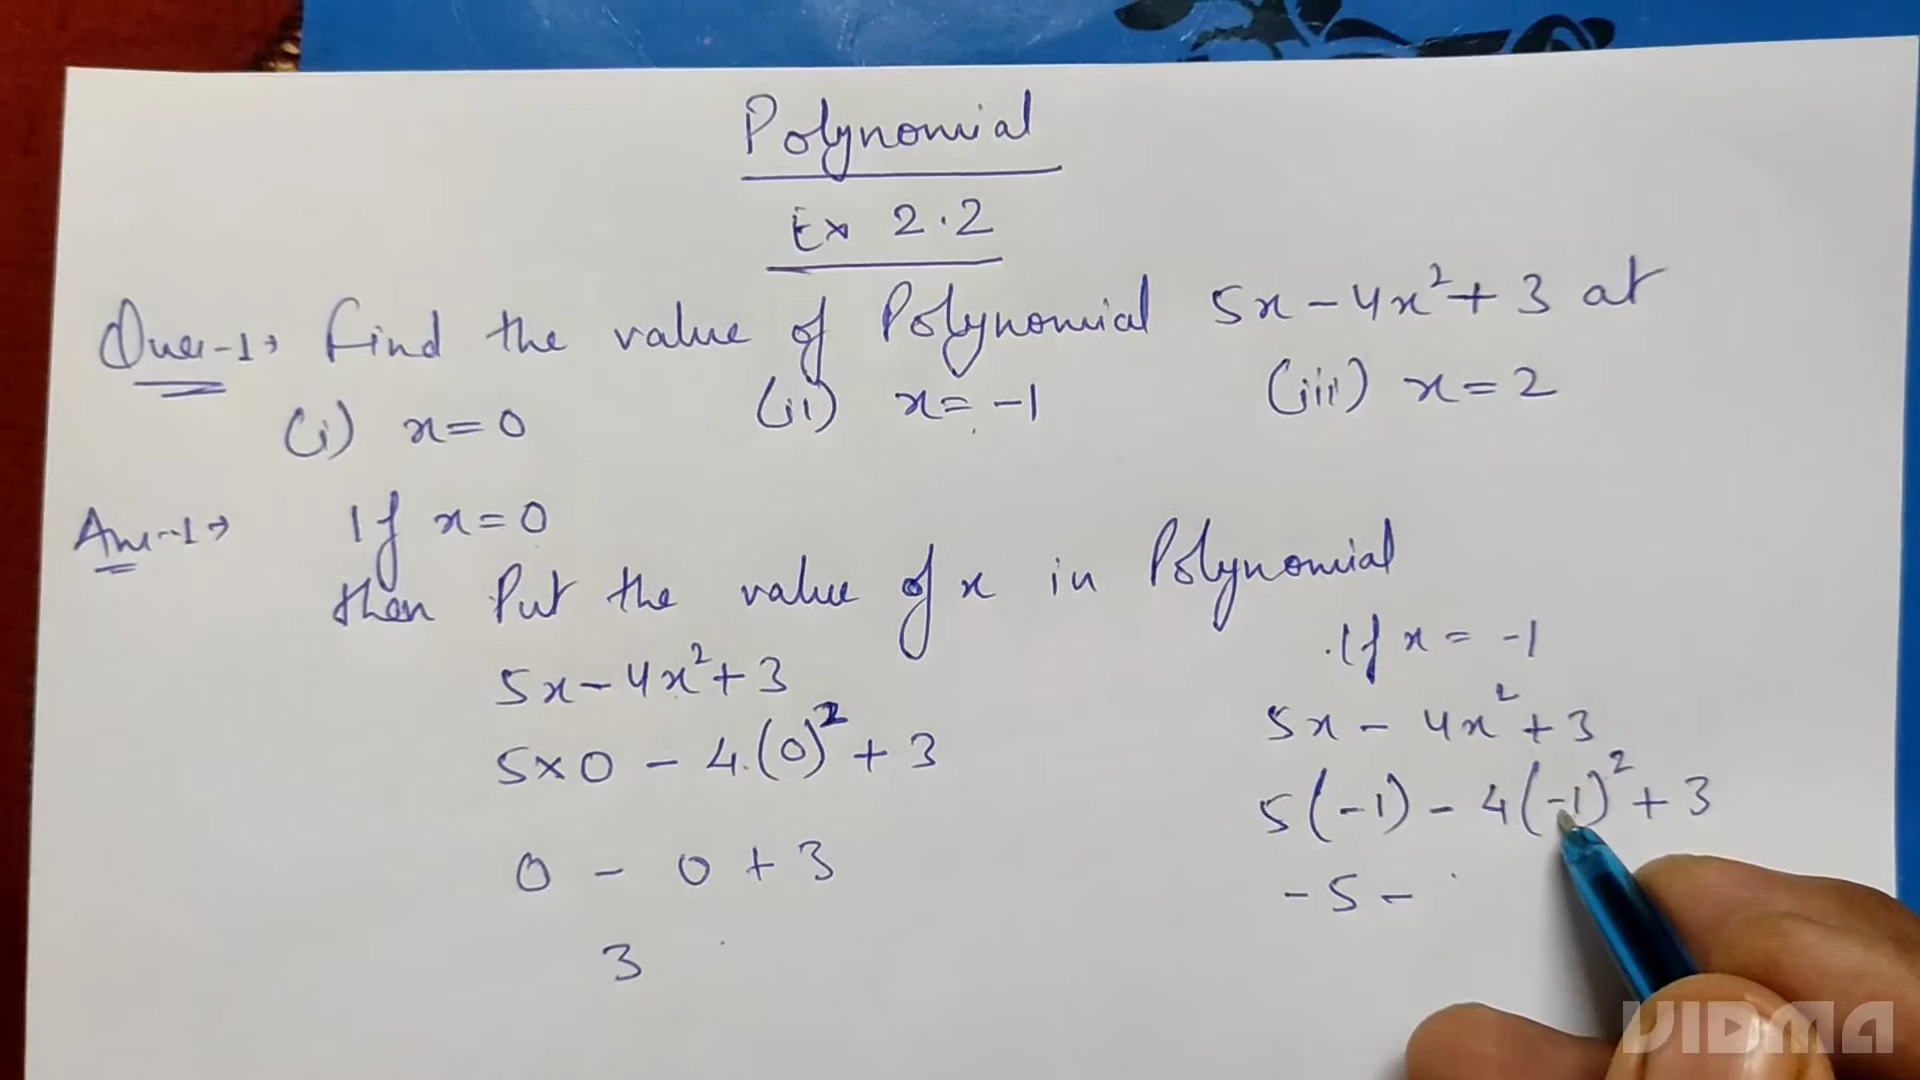 Polynomial
Ex 2.2
Ques-1→ Find the value of Polynomial 5x - 4x² + 3 at
(i) x = 0 (ii) x = -1 (iii) x = 2
Ans-1→ If x = 0
then Put the value of x in Polynomial
5x - 4x² + 3
5×0 - 4.(0)² + 3
0 - 0 + 3
3
If x = -1
5x - 4x² + 3
5(-1) - 4(-1)² + 3
-5 -
VIDMA